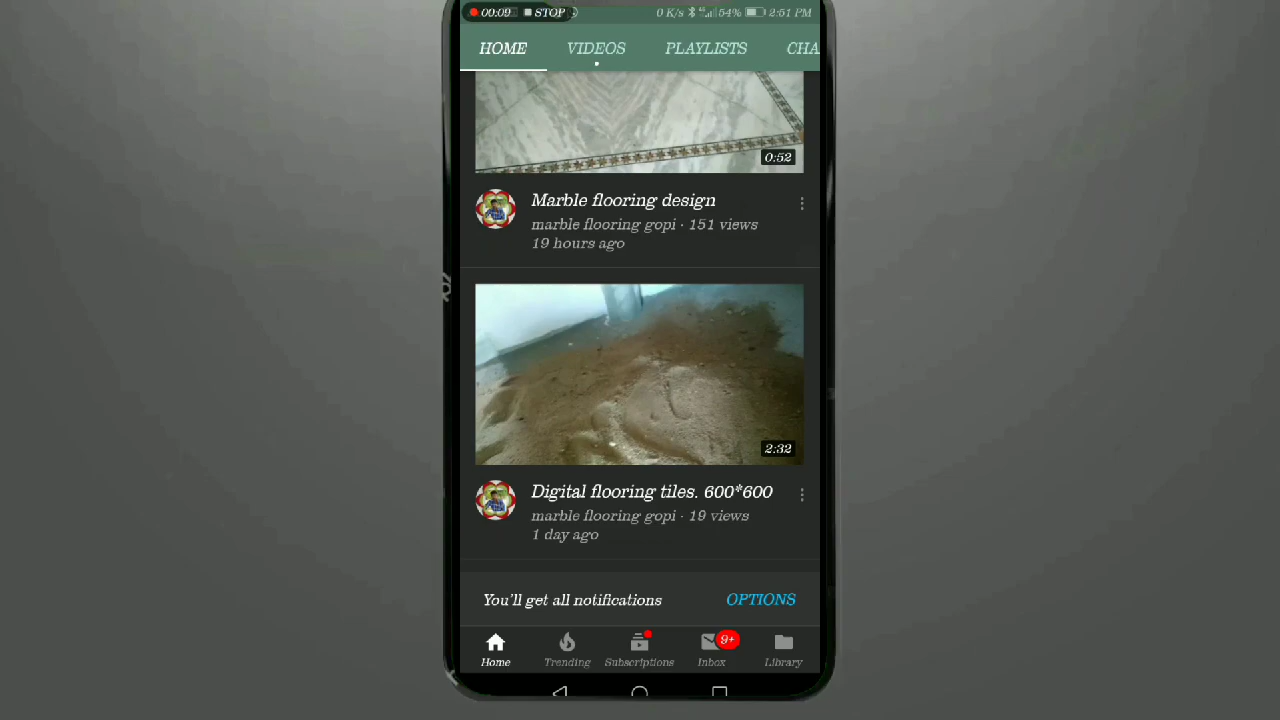 00:09 STOP 0 K/s 54% 2:51 PM
HOME VIDEOS PLAYLISTS CHA
0:52
Marble flooring design
marble flooring gopi · 151 views
19 hours ago
2:32
Digital flooring tiles. 600*600
marble flooring gopi · 19 views
1 day ago
You'll get all notifications OPTIONS
9+
Home Trending Subscriptions Inbox Library